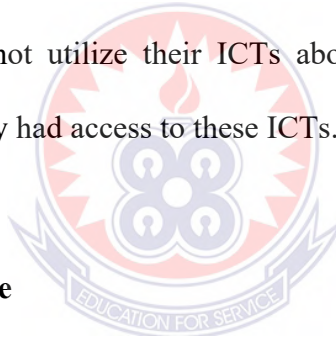 not utilize their ICTs abo
y had access to these ICTs.
e
EDUCATION FOR SERVICE